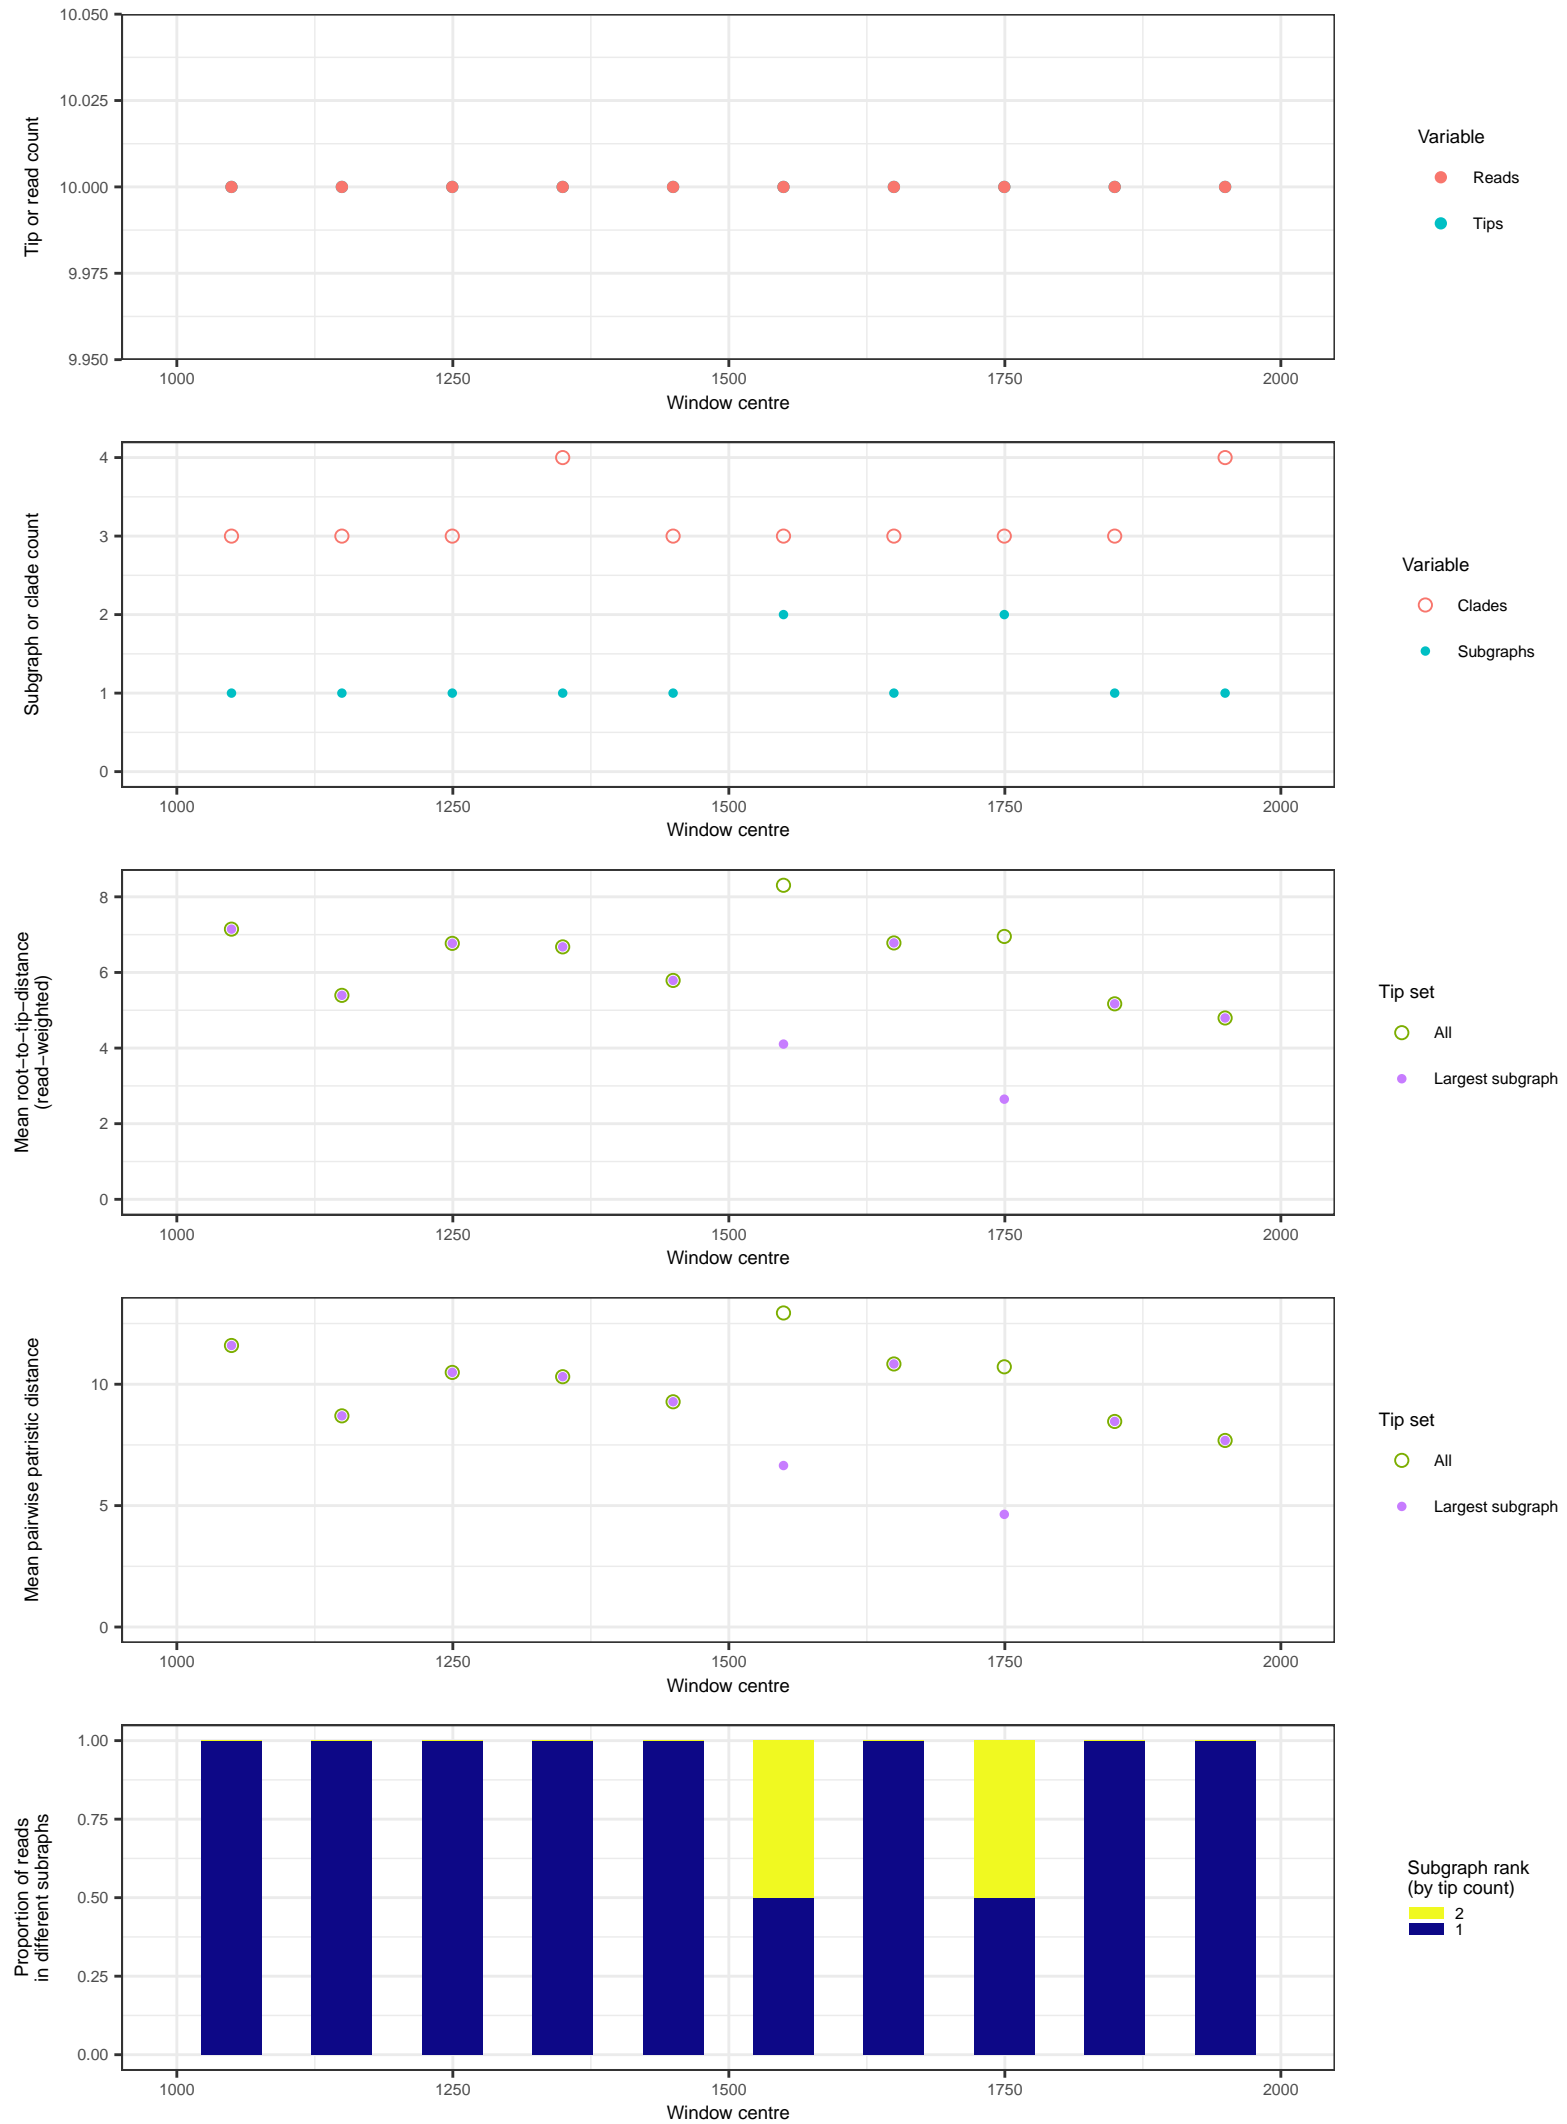 10.050
10.025
10.000
9.975
9.950
Tip or read count
1000 1250 1500 1750 2000
Window centre
Variable
Reads
Tips
4
3
2
1
0
Subgraph or clade count
1000 1250 1500 1750 2000
Window centre
Variable
Clades
Subgraphs
8
6
4
2
0
Mean root−to−tip−distance
(read−weighted)
1000 1250 1500 1750 2000
Window centre
Tip set
All
Largest subgraph
10
5
0
Mean pairwise patristic distance
1000 1250 1500 1750 2000
Window centre
Tip set
All
Largest subgraph
1.00
0.75
0.50
0.25
0.00
Proportion of reads
in different subraphs
1000 1250 1500 1750 2000
Window centre
Subgraph rank
(by tip count)
2
1